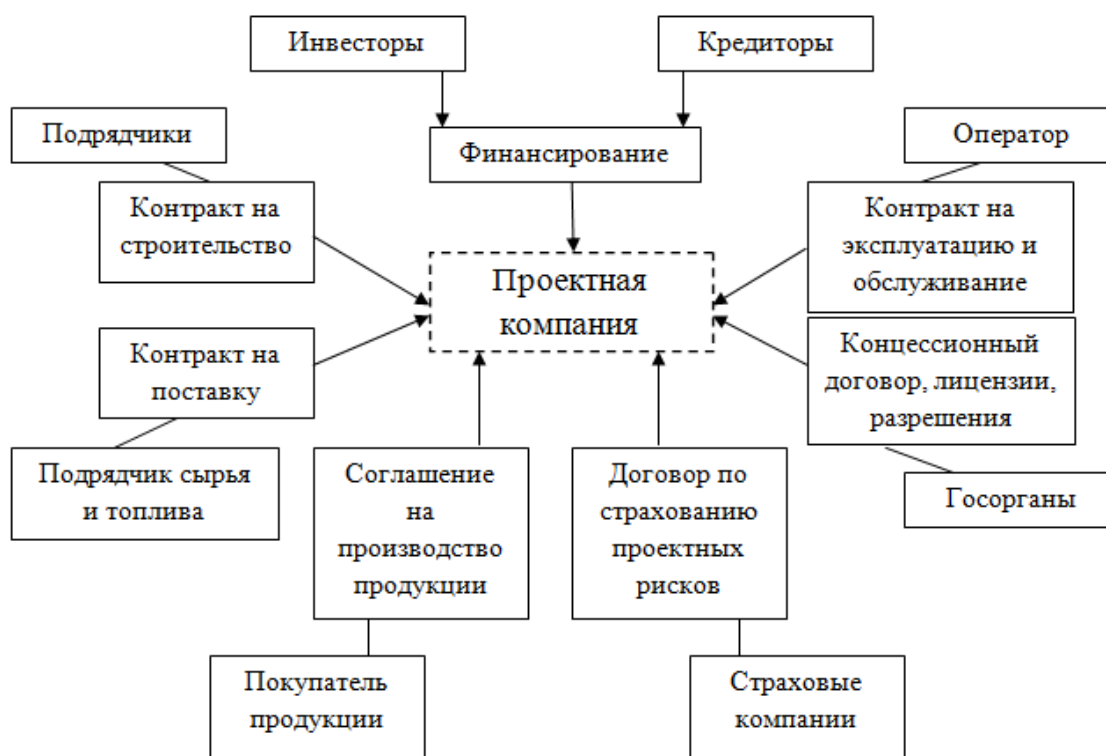 Инвесторы
Кредиторы
Подрядчики
Финансирование
Оператор
Контракт на
строительство
Контракт на
эксплуатацию и
обслуживание
Проектная
компания
Контракт на
поставку
Концессионный
договор, лицензии,
разрешения
Подрядчик сырья
и топлива
Соглашение
на
производство
продукции
Договор по
страхованию
проектных
рисков
Госорганы
Покупатель
продукции
Страховые
компании